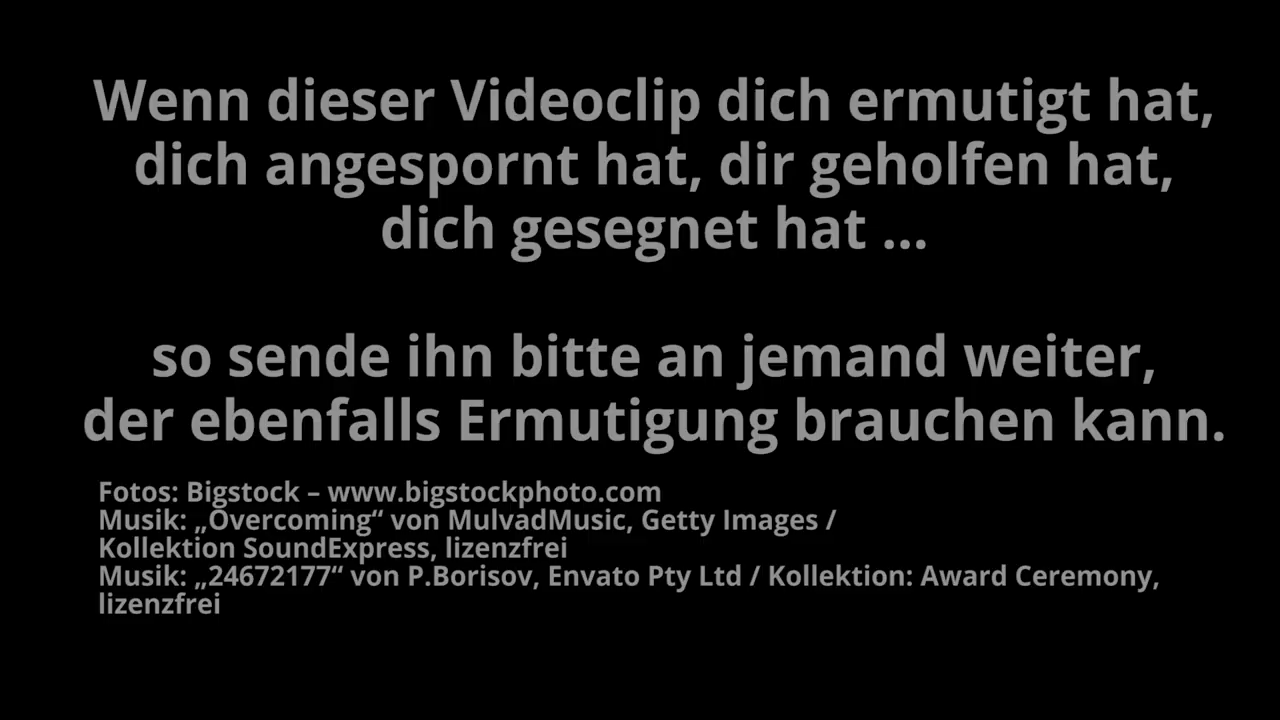 Wenn dieser Videoclip dich ermutigt hat,
dich angespornt hat, dir geholfen hat,
dich gesegnet hat ...
so sende ihn bitte an jemand weiter,
der ebenfalls Ermutigung brauchen kann.
Fotos: Bigstock – www.bigstockphoto.com
Musik: „Overcoming“ von MulvadMusic, Getty Images /
Kollektion SoundExpress, lizenzfrei
Musik: „24672177“ von P.Borisov, Envato Pty Ltd / Kollektion: Award Ceremony,
lizenzfrei